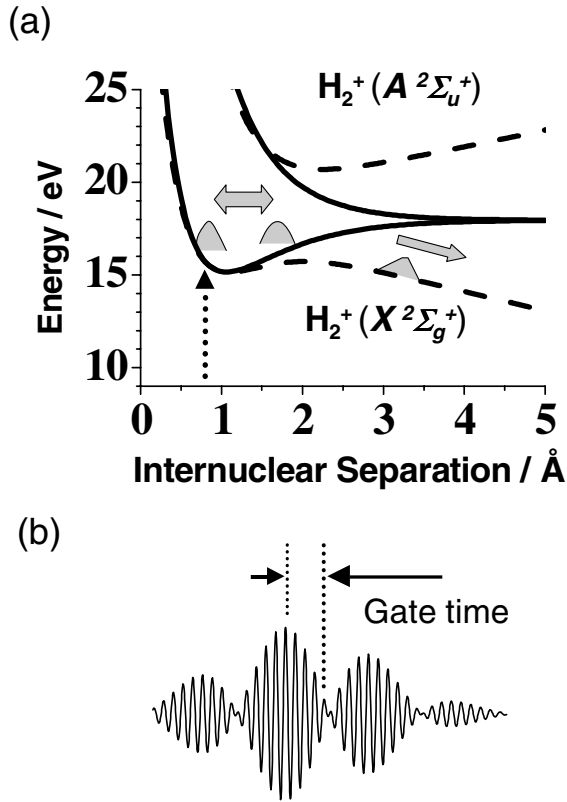 (a)
H₂⁺ (A ²Σᵤ⁺)
25
20
15
10
Energy / eV
H₂⁺ (X ²Σg⁺)
0 1 2 3 4 5
Internuclear Separation / Å
(b)
Gate time